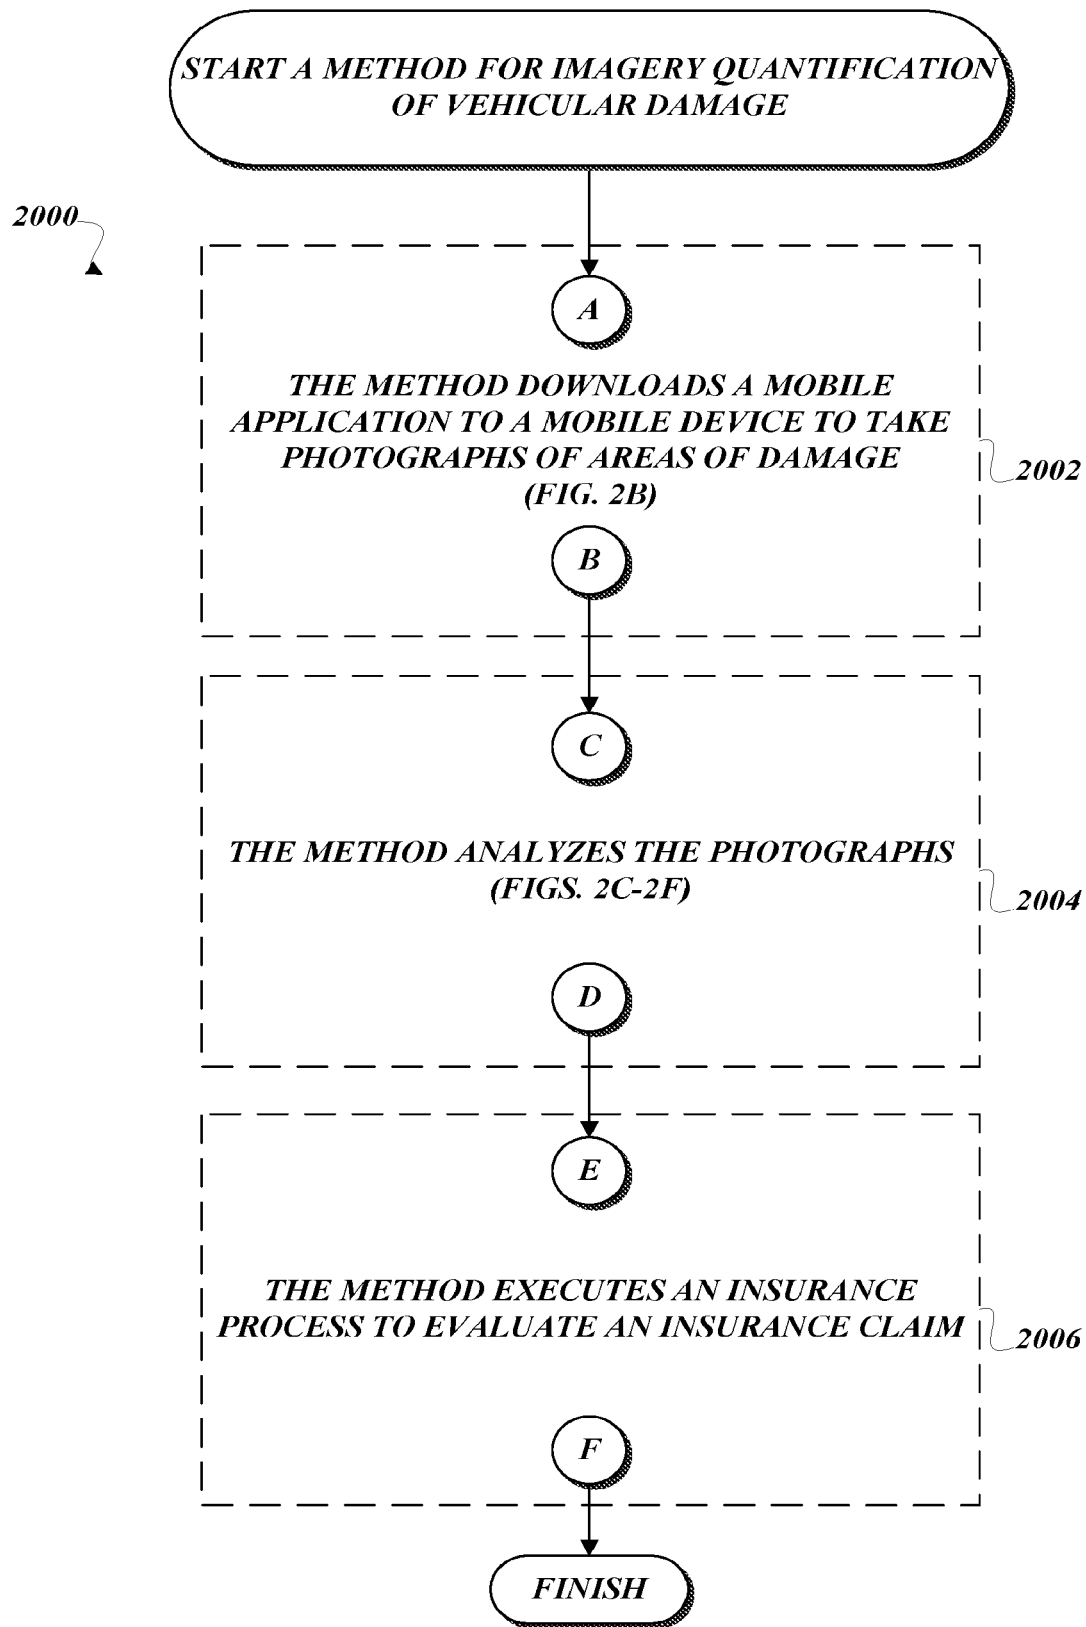 START A METHOD FOR IMAGERY QUANTIFICATION
OF VEHICULAR DAMAGE
2000
A
THE METHOD DOWNLOADS A MOBILE
APPLICATION TO A MOBILE DEVICE TO TAKE
PHOTOGRAPHS OF AREAS OF DAMAGE
(FIG. 2B)
2002
B
C
THE METHOD ANALYZES THE PHOTOGRAPHS
(FIGS. 2C-2F)
2004
D
E
THE METHOD EXECUTES AN INSURANCE
PROCESS TO EVALUATE AN INSURANCE CLAIM
2006
F
FINISH